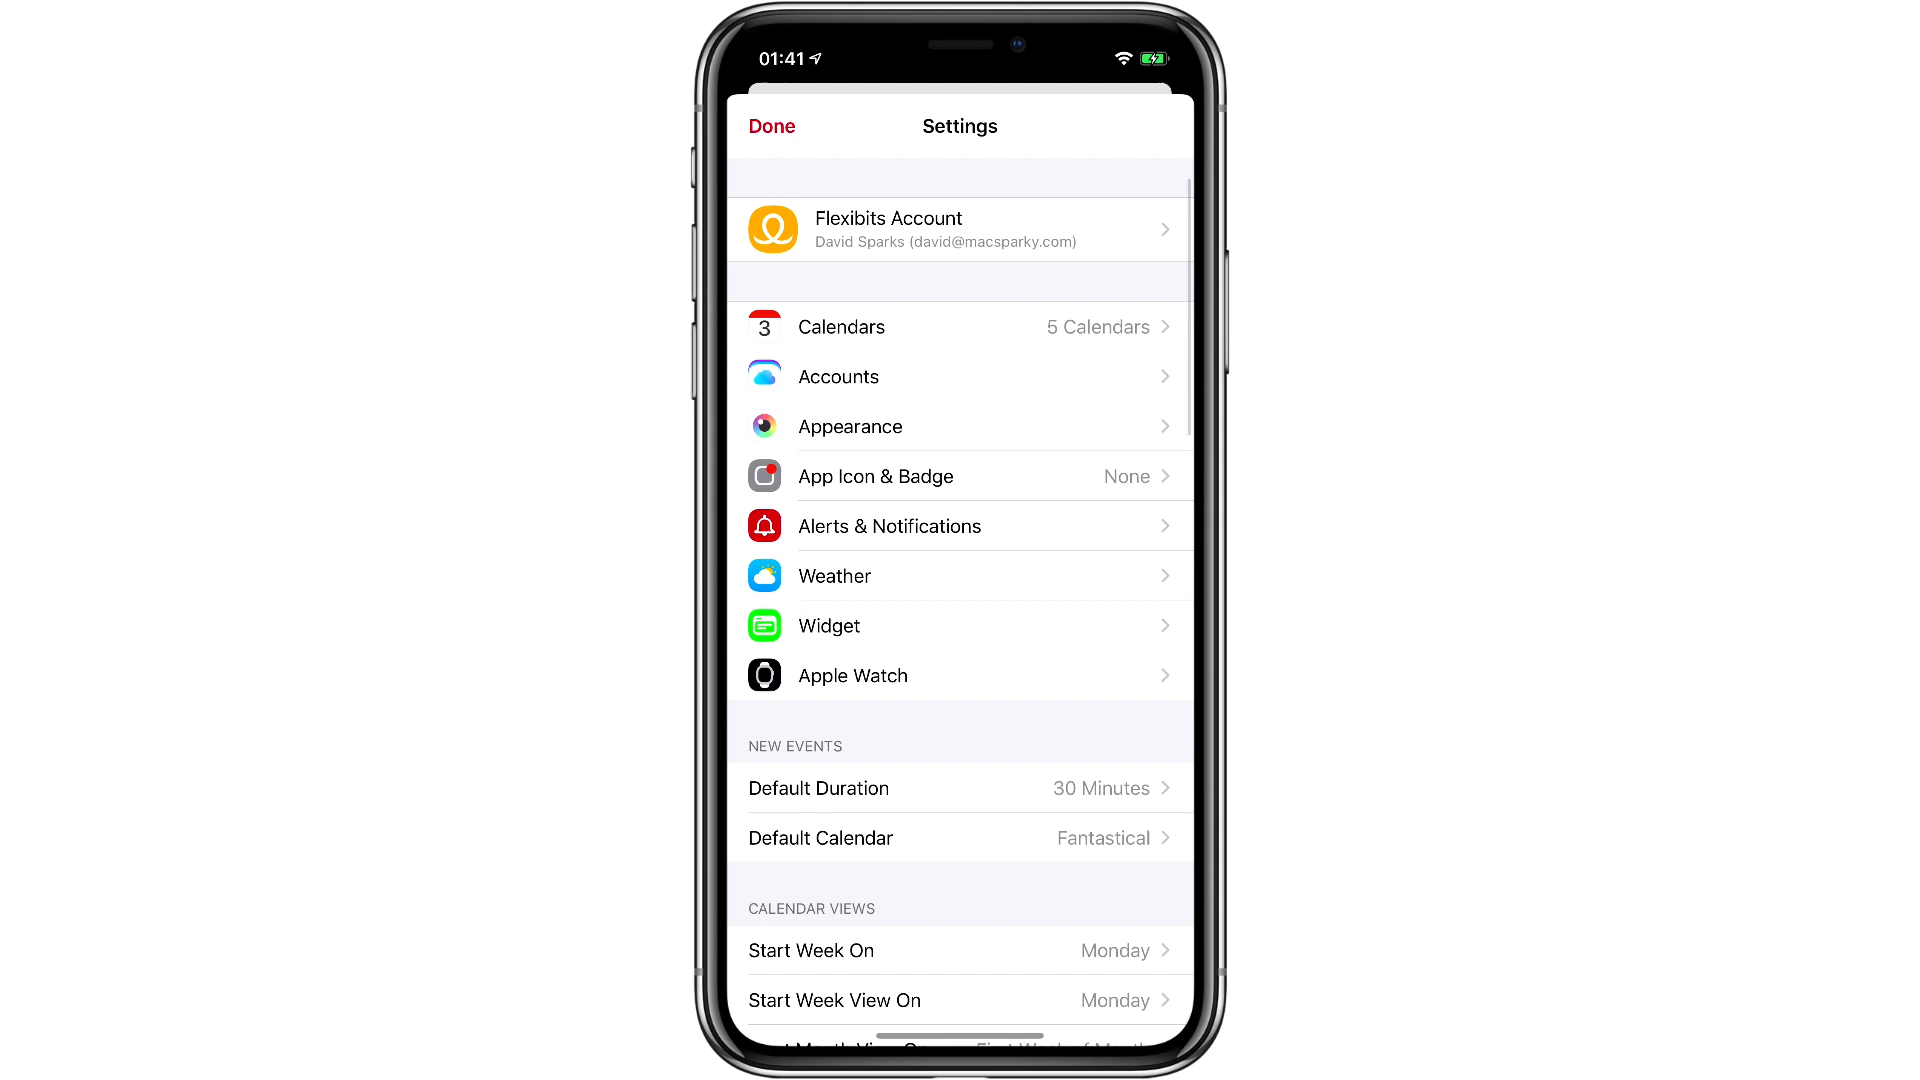 01:41
Done
Settings
Flexibits Account
David Sparks (david@macsparky.com)
3
Calendars
5 Calendars
Accounts
Appearance
App Icon & Badge
None
Alerts & Notifications
Weather
Widget
Apple Watch
NEW EVENTS
Default Duration
30 Minutes
Default Calendar
Fantastical
CALENDAR VIEWS
Start Week On
Monday
Start Week View On
Monday